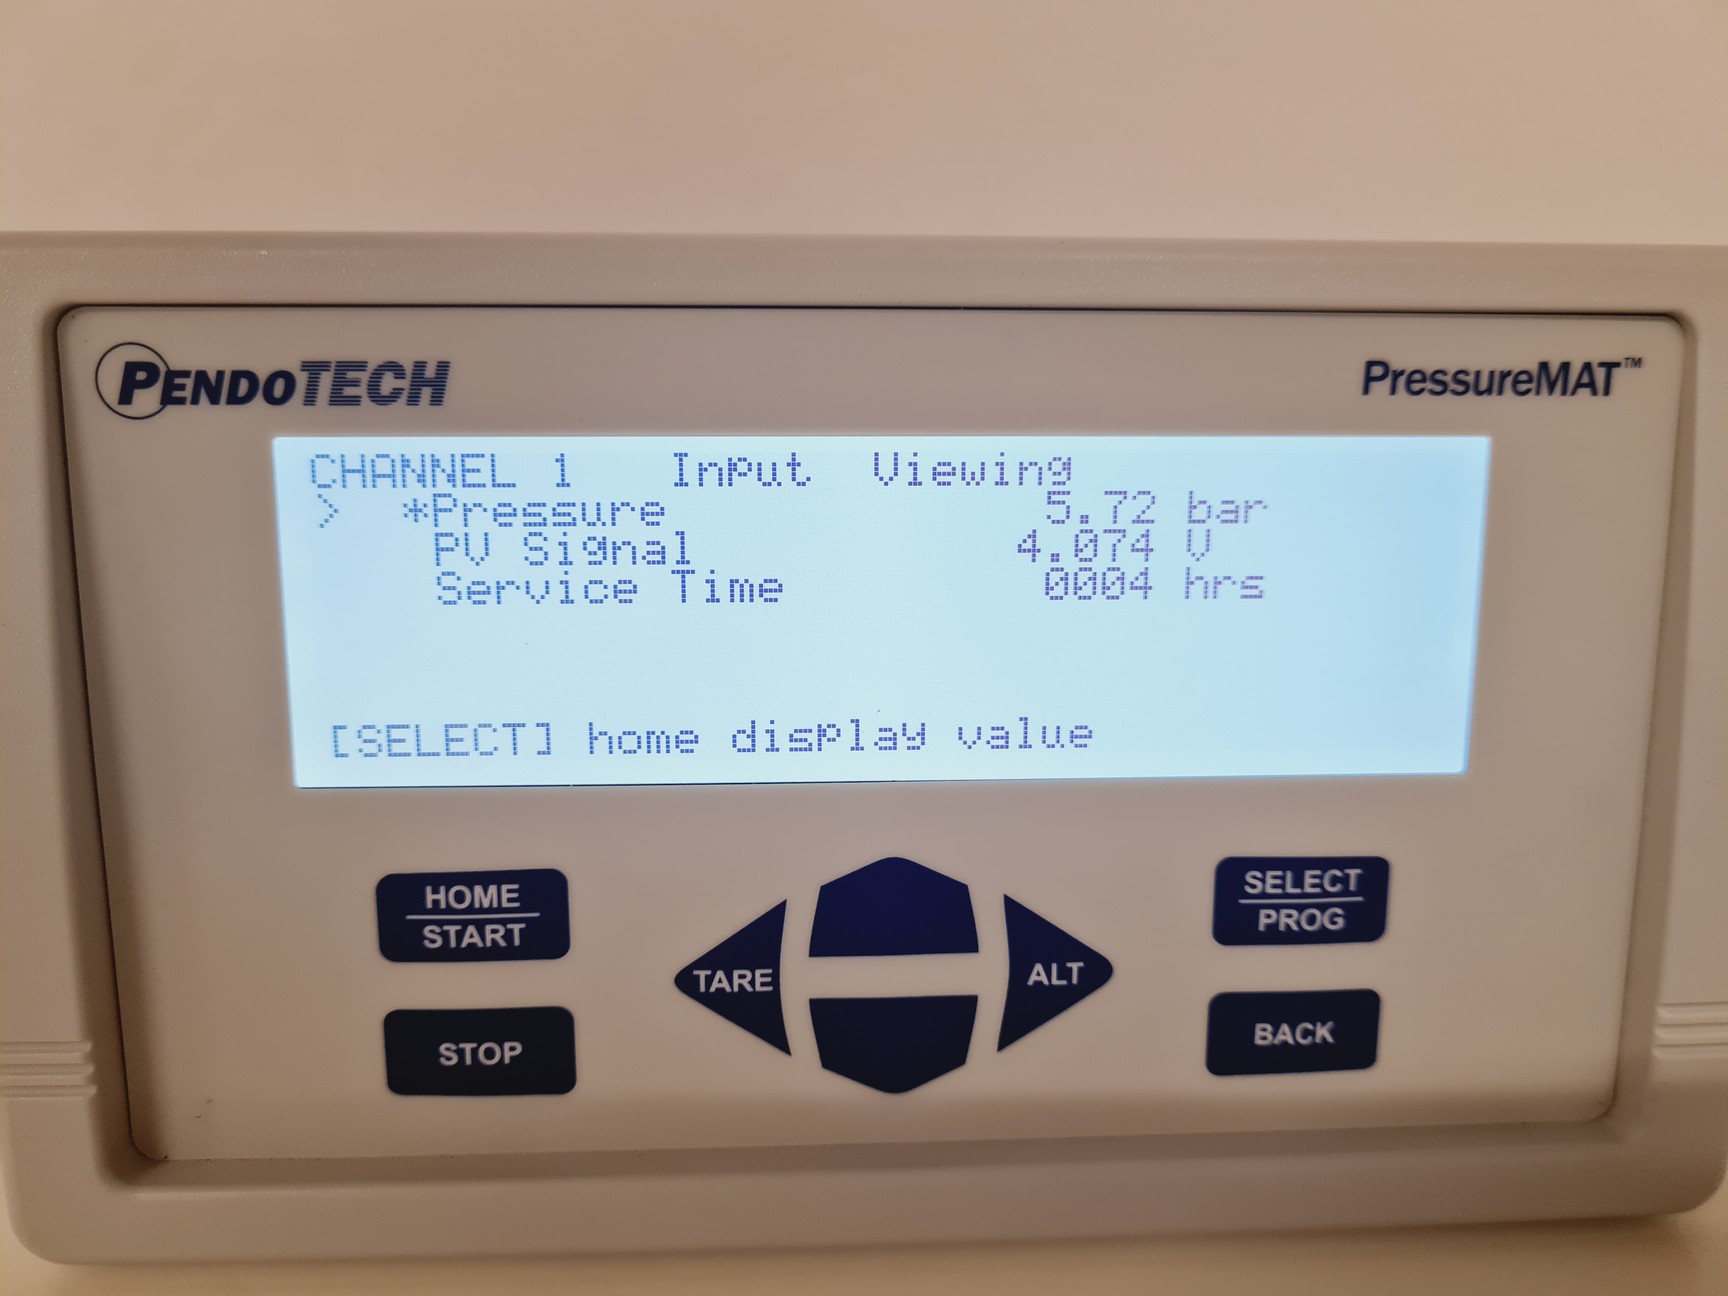 PENDOTECH
PressureMAT™
CHANNEL 1 Input Viewing
> *Pressure 5.72 bar
PV Signal 4.074 V
Service Time 0004 hrs
[SELECT] home display value
HOME
START
TARE
ALT
SELECT
PROG
STOP
BACK